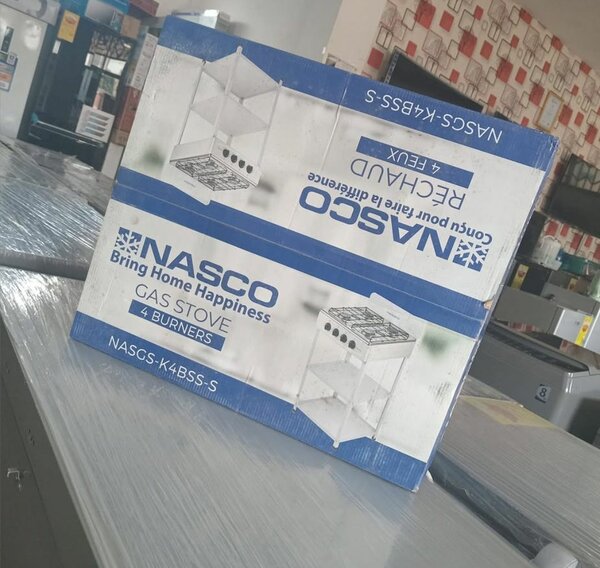 NASGS-K4BSS-S
4 FEUX
RÉCHAUD
Conçu pour faire la différence
NASCO
NASCO
Bring Home Happiness
GAS STOVE
4 BURNERS
NASGS-K4BSS-S
8